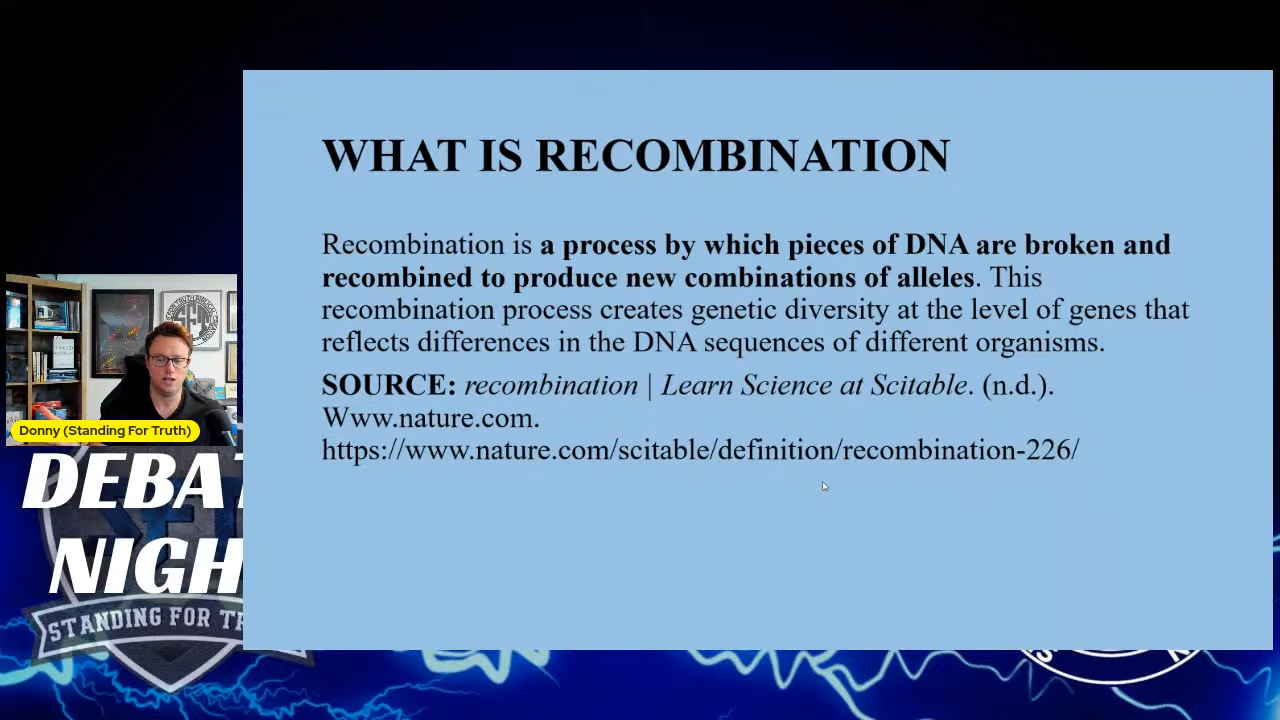 WHAT IS RECOMBINATION
Recombination is a process by which pieces of DNA are broken and
recombined to produce new combinations of alleles. This
recombination process creates genetic diversity at the level of genes that
reflects differences in the DNA sequences of different organisms.
SOURCE: recombination | Learn Science at Scitable. (n.d.).
Www.nature.com.
https://www.nature.com/scitable/definition/recombination-226/
SFT
Donny (Standing For Truth)
DEBAT
NIGH
STANDING FOR TR